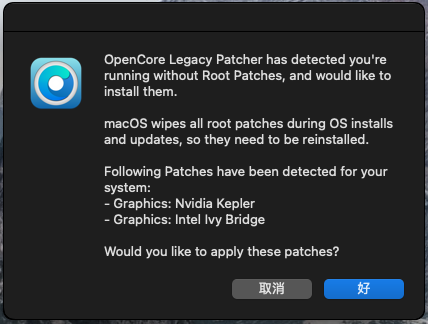 OpenCore Legacy Patcher has detected you're
running without Root Patches, and would like to
install them.
macOS wipes all root patches during OS installs
and updates, so they need to be reinstalled.
Following Patches have been detected for your
system:
- Graphics: Nvidia Kepler
- Graphics: Intel Ivy Bridge
Would you like to apply these patches?
取消
好